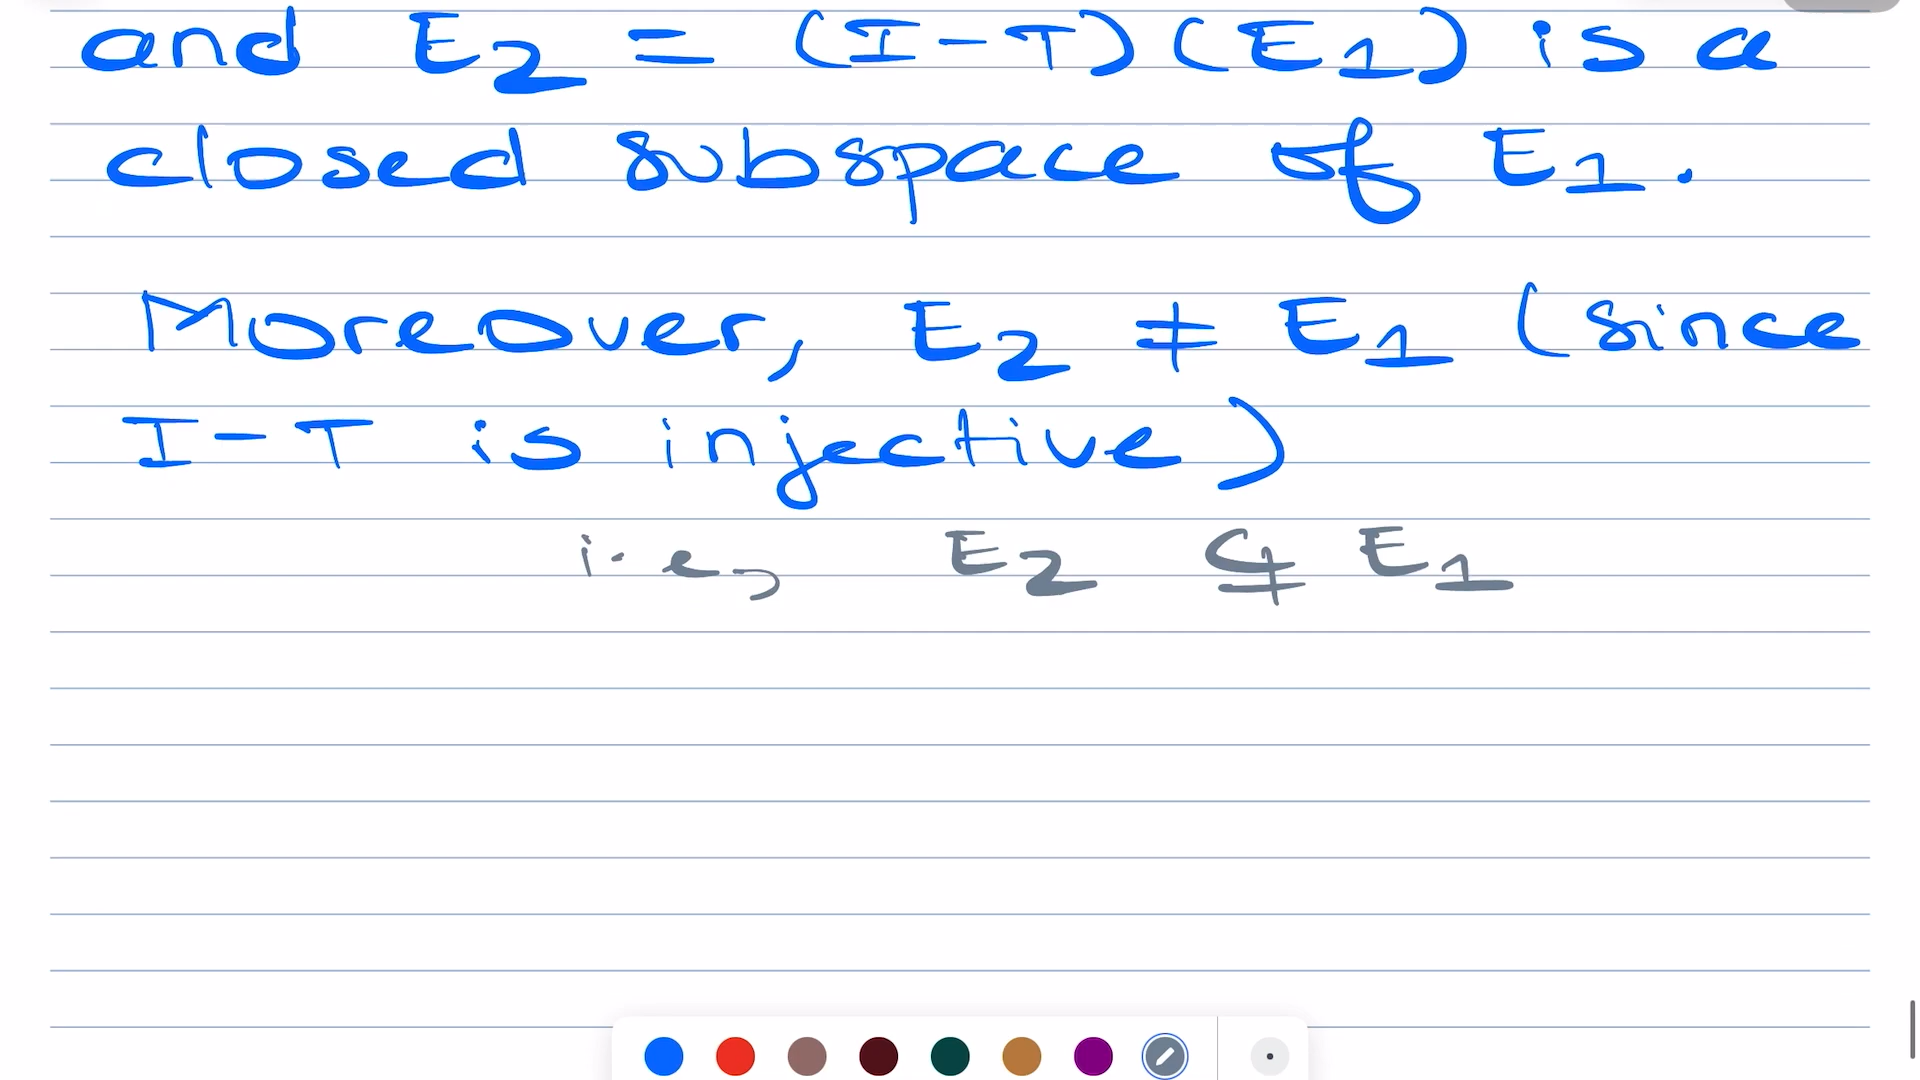 and E₂ = (I-T)(E₁) is a
closed subspace of E₁.
Moreover, E₂ ≠ E₁ (since
I-T is injective)
i.e, E₂ ⊊ E₁